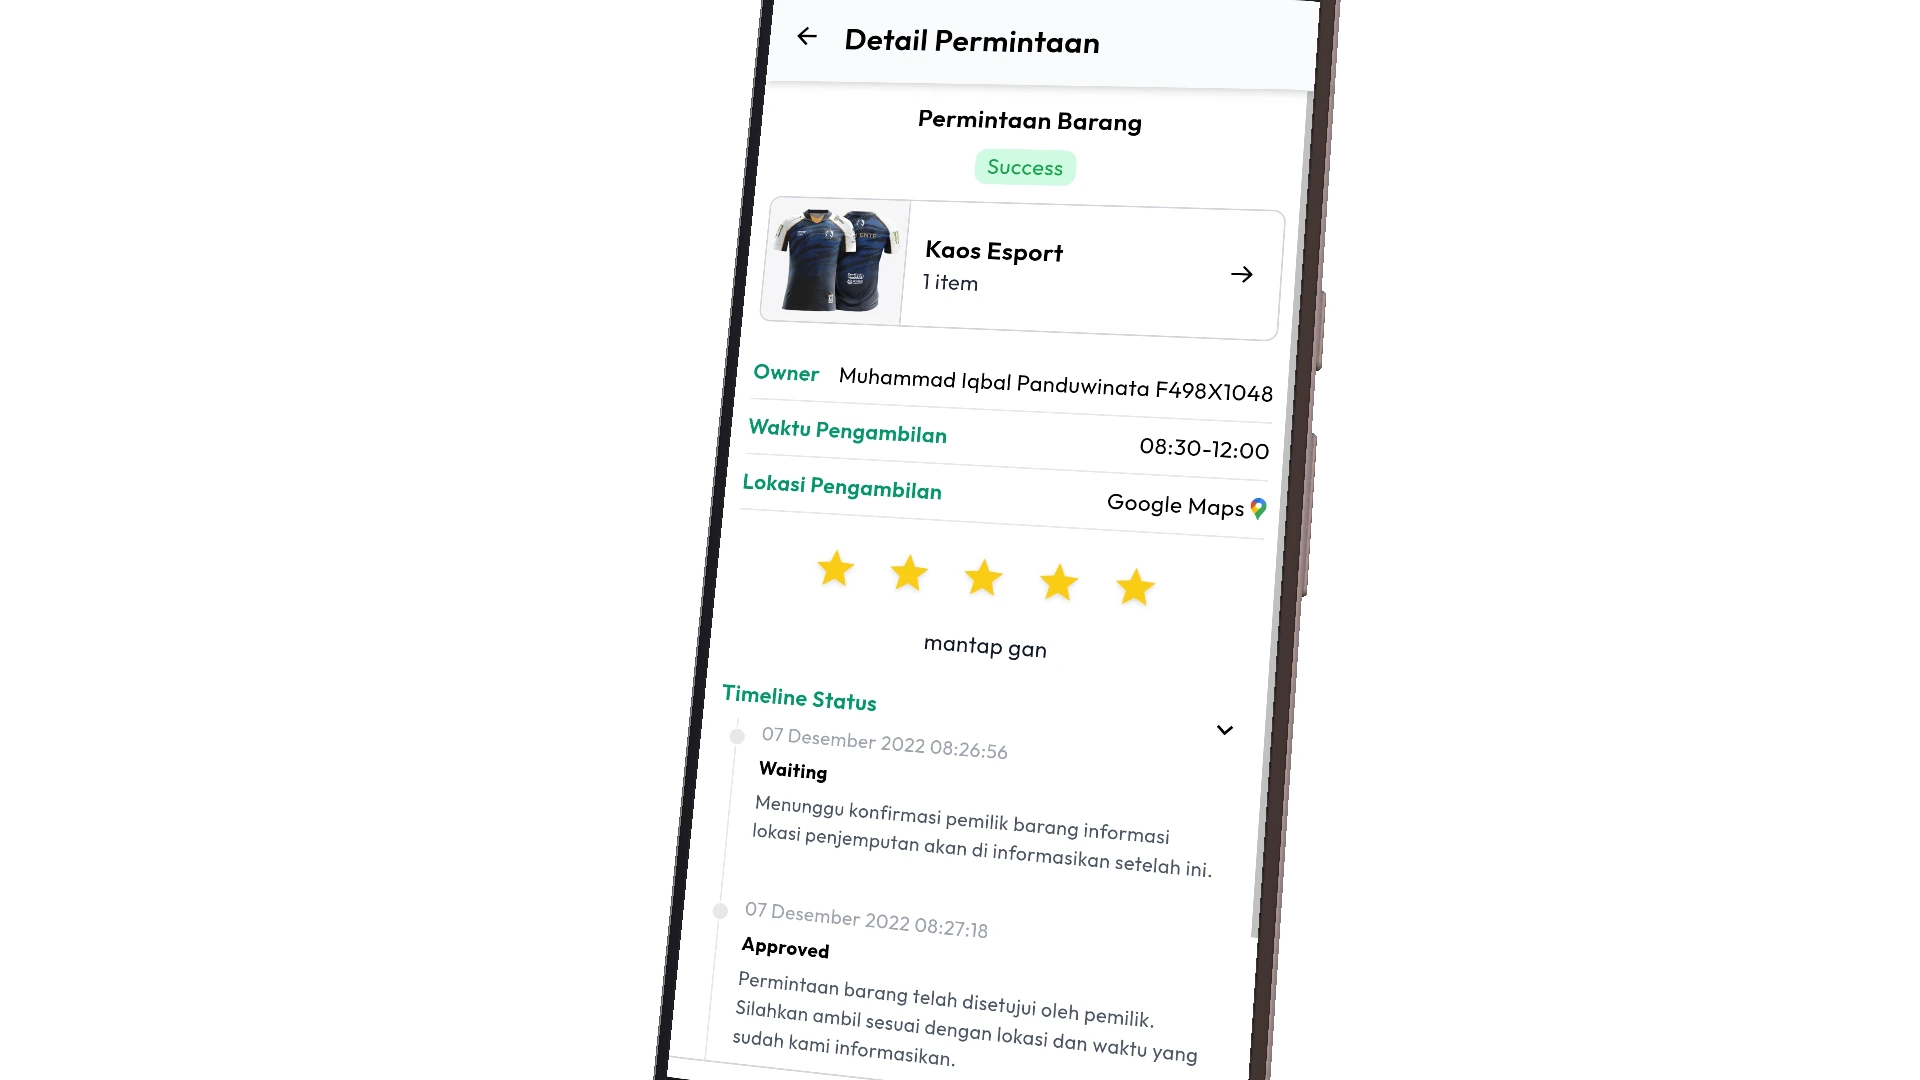 Detail Permintaan
Permintaan Barang
Success
Kaos Esport
1 item
Owner Muhammad Iqbal Panduwinata F498X1048
Waktu Pengambilan 08:30-12:00
Lokasi Pengambilan Google Maps
mantap gan
Timeline Status
07 Desember 2022 08:26:56
Waiting
Menunggu konfirmasi pemilik barang informasi
lokasi penjemputan akan di informasikan setelah ini.
07 Desember 2022 08:27:18
Approved
Permintaan barang telah disetujui oleh pemilik.
Silahkan ambil sesuai dengan lokasi dan waktu yang
sudah kami informasikan.